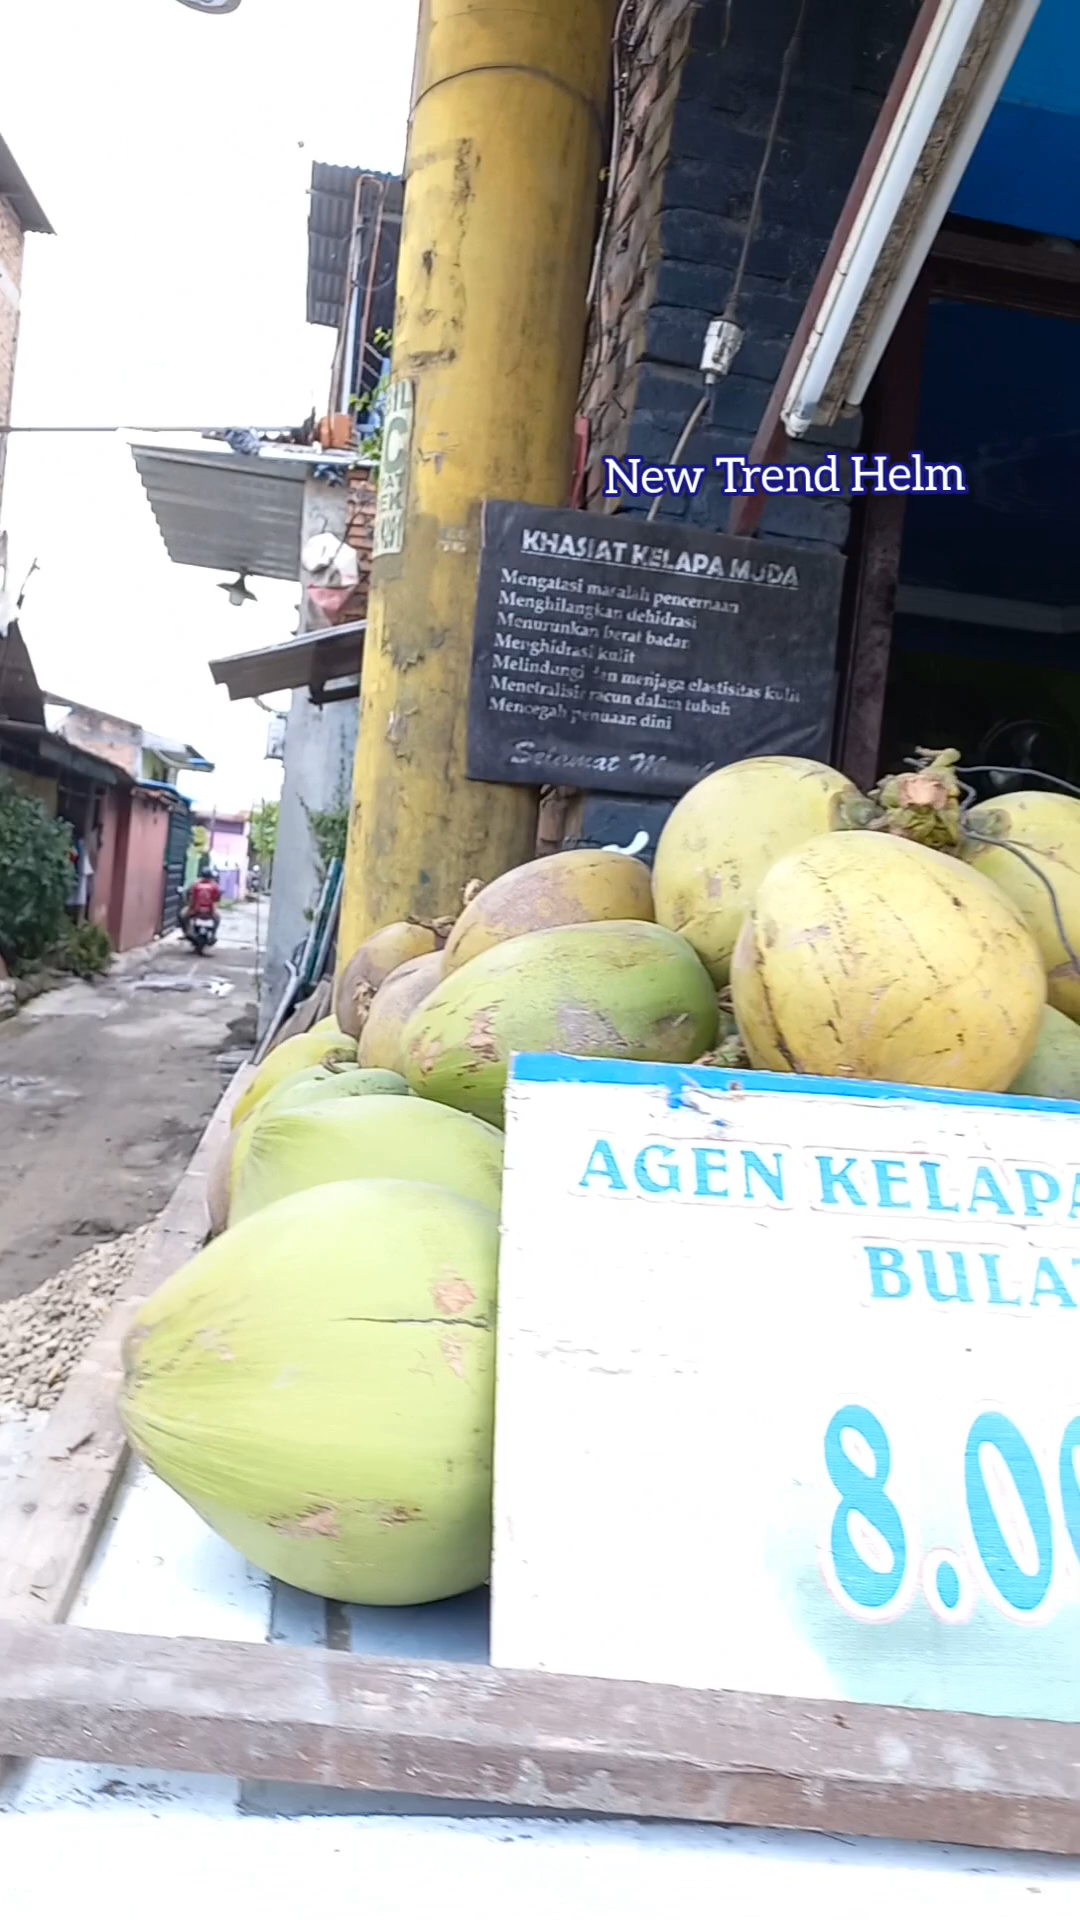 New Trend Helm
KHASIAT KELAPA MUDA
Mengatasi masalah pencernaan
Menghilangkan dehidrasi
Menurunkan berat badan
Menghidrasi kulit
Melindungi dan menjaga elastisitas kulit
Menetralisir racun dalam tubuh
Mencegah penuaan dini
Selamat
AGEN KELAPA
BULA
8.0